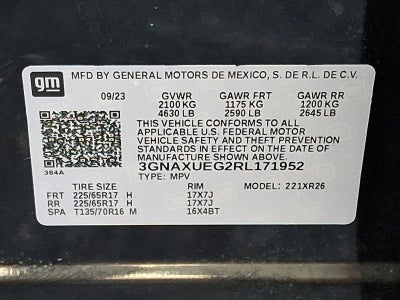 gm
MFD BY GENERAL MOTORS DE MEXICO, S. DE R.L. DE C.V.
09/23 GVWR GAWR FRT GAWR RR
2100 KG 1175 KG 1200 KG
4630 LB 2590 LB 2645 LB
THIS VEHICLE CONFORMS TO ALL
APPLICABLE U.S. FEDERAL MOTOR
VEHICLE SAFETY AND THEFT PREVENTION
STANDARDS IN EFFECT ON THE DATE OF
MANUFACTURE SHOWN ABOVE.
384A 3GNAXUEG2RL171952
TYPE: MPV
TIRE SIZE RIM MODEL: 221XR26
FRT 225/65R17 H 17X7J
RR 225/65R17 H 17X7J
SPA T135/70R16 M 16X4BT